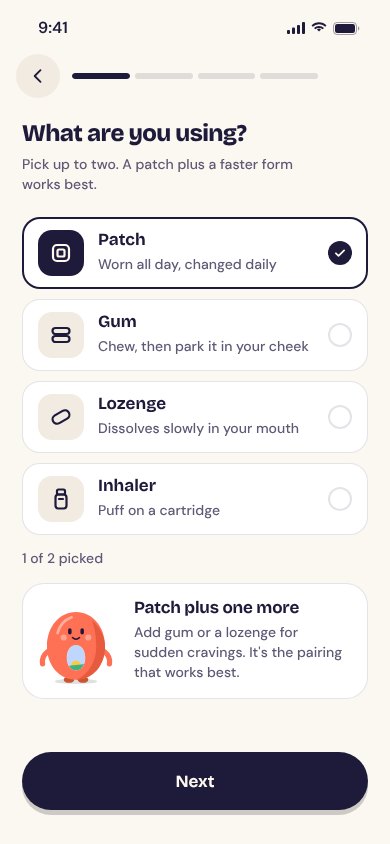 9:41
What are you using?
Pick up to two. A patch plus a faster form
works best.
Patch
Worn all day, changed daily
Gum
Chew, then park it in your cheek
Lozenge
Dissolves slowly in your mouth
Inhaler
Puff on a cartridge
1 of 2 picked
Patch plus one more
Add gum or a lozenge for
sudden cravings. It's the pairing
that works best.
Next